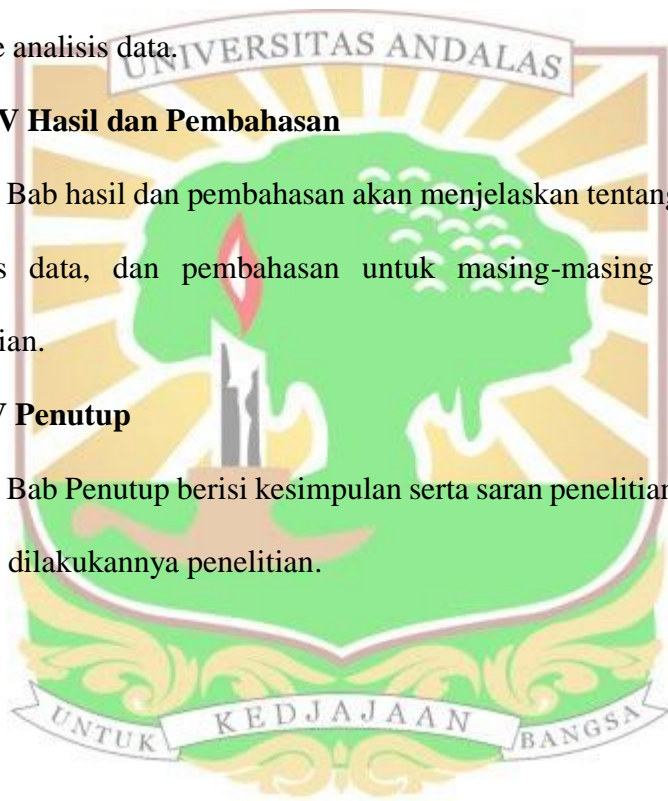 UNIVERSITAS ANDALAS
e analisis data.
V Hasil dan Pembahasan
Bab hasil dan pembahasan akan menjelaskan tentang
s data, dan pembahasan untuk masing-masing
ian.
V Penutup
Bab Penutup berisi kesimpulan serta saran penelitian
dilakukannya penelitian.
UNTUK KEDJAJAAN BANGSA